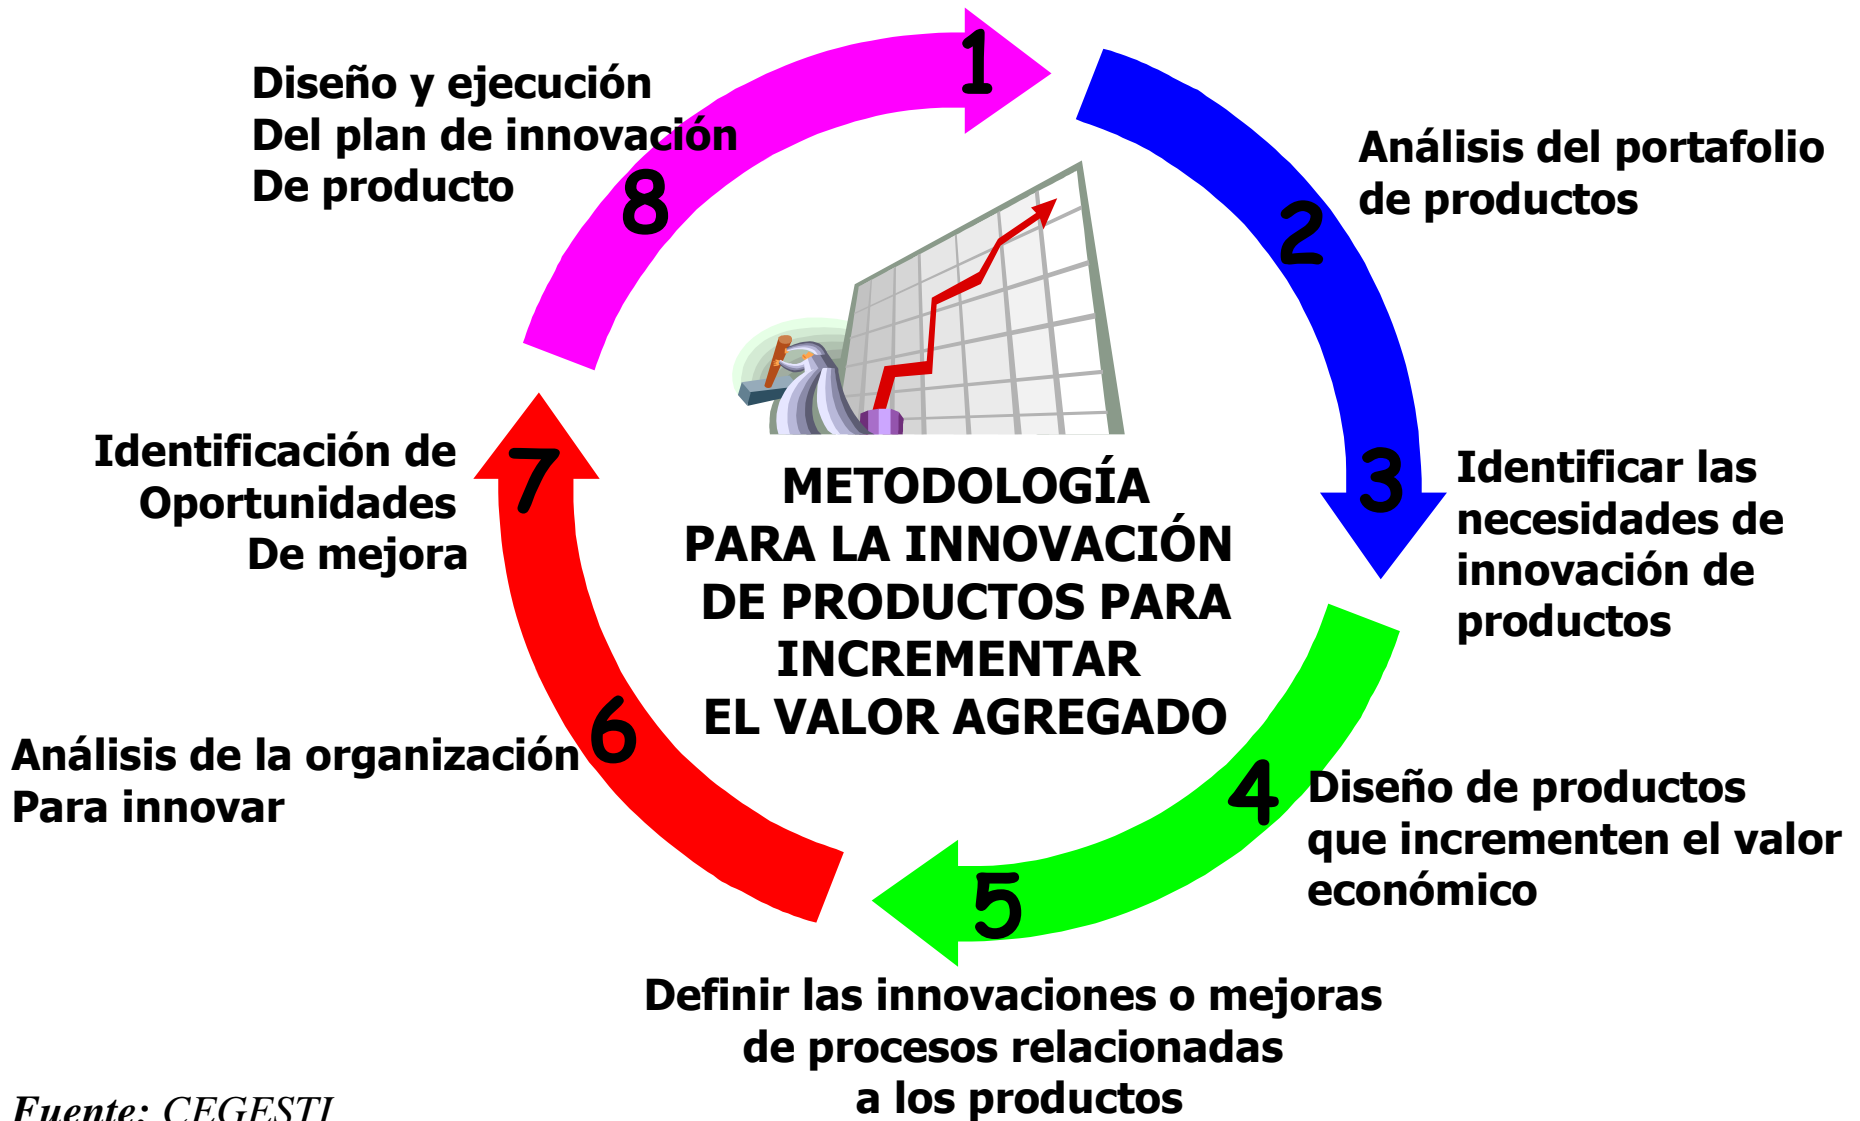 1
Diseño y ejecución
Del plan de innovación
De producto
8
Análisis del portafolio
de productos
2
Identificar las
necesidades de
innovación de
productos
3
Identificación de
Oportunidades
De mejora
7
METODOLOGÍA
PARA LA INNOVACIÓN
DE PRODUCTOS PARA
INCREMENTAR
EL VALOR AGREGADO
6
Análisis de la organización
Para innovar
4
Diseño de productos
que incrementen el valor
económico
5
Definir las innovaciones o mejoras
de procesos relacionadas
a los productos
Fuente: CEGESTI